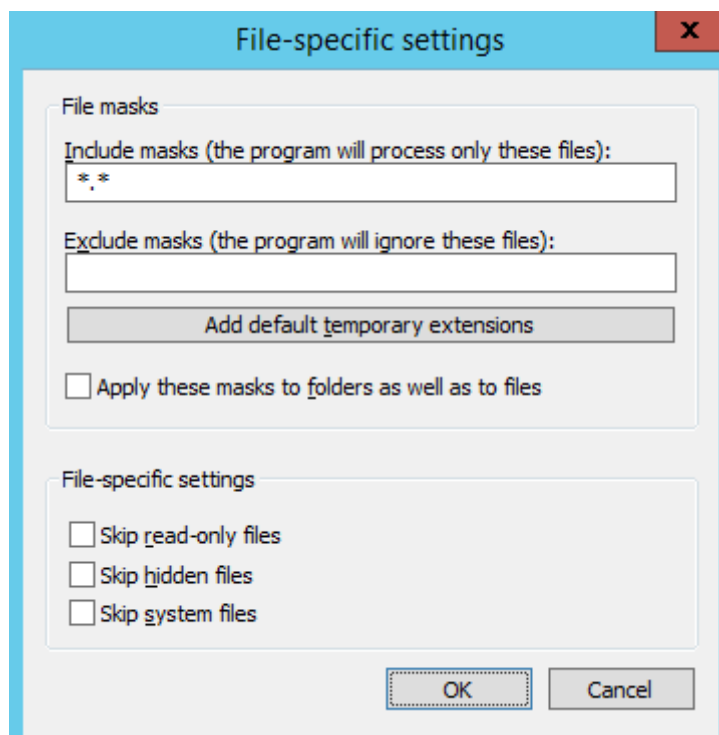 File-specific settings
x
File masks
Include masks (the program will process only these files):
*.*
Exclude masks (the program will ignore these files):
Add default temporary extensions
Apply these masks to folders as well as to files
File-specific settings
Skip read-only files
Skip hidden files
Skip system files
OK Cancel